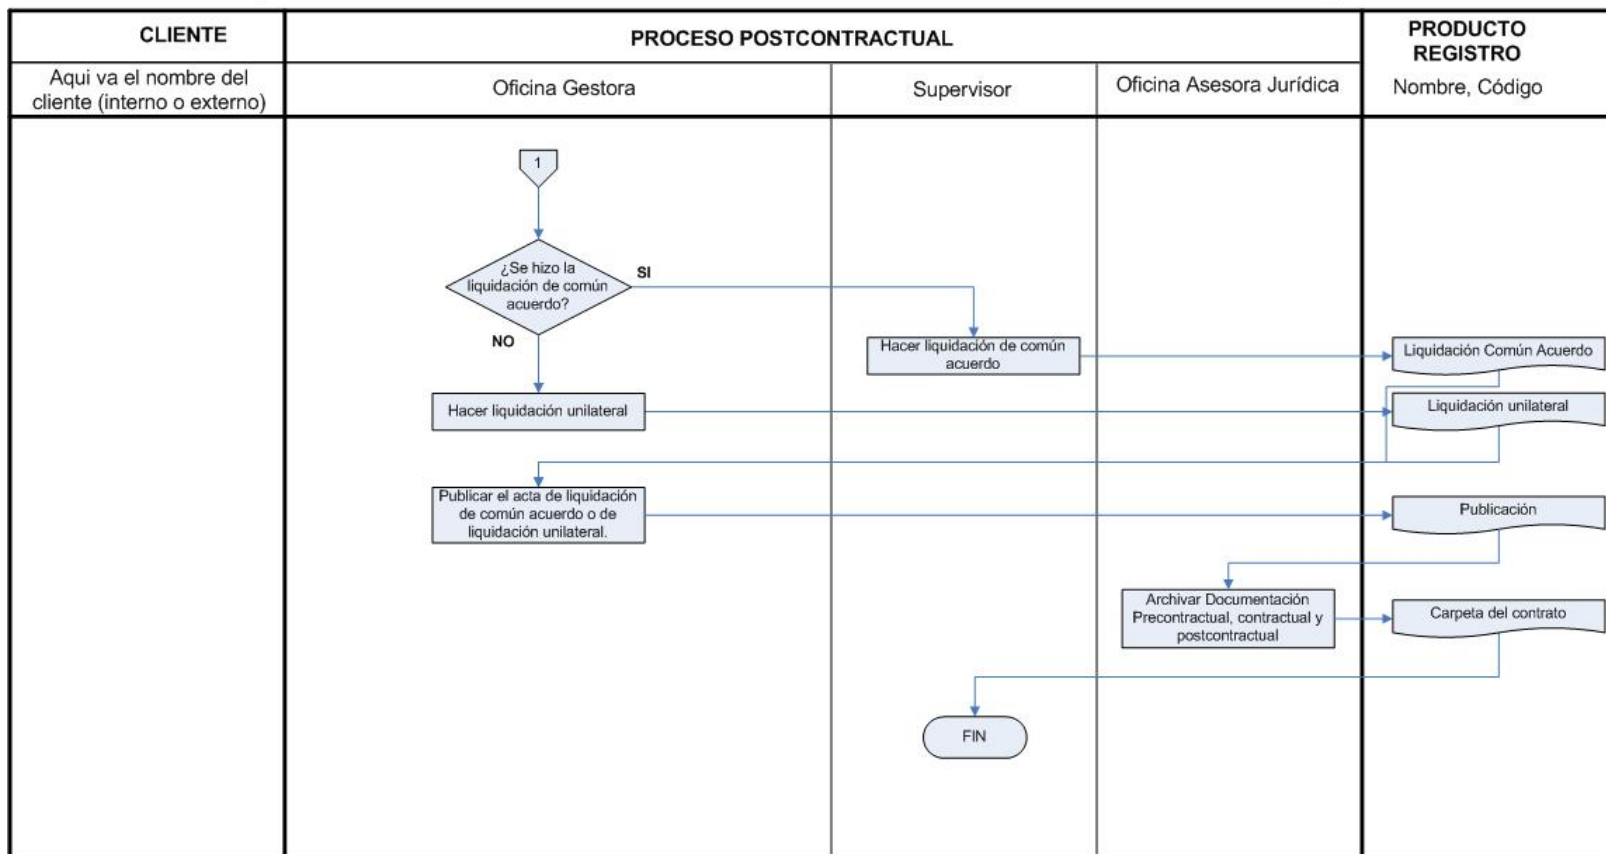 CLIENTE
PROCESO POSTCONTRACTUAL
PRODUCTO
REGISTRO
Aqui va el nombre del
cliente (interno o externo)
Oficina Gestora
Supervisor
Oficina Asesora Jurídica
Nombre, Código
1
¿Se hizo la
liquidación de común
acuerdo?
SI
NO
Hacer liquidación de común
acuerdo
Liquidación Común Acuerdo
Hacer liquidación unilateral
Liquidación unilateral
Publicar el acta de liquidación
de común acuerdo o de
liquidación unilateral.
Publicación
Archivar Documentación
Precontractual, contractual y
postcontractual
Carpeta del contrato
FIN